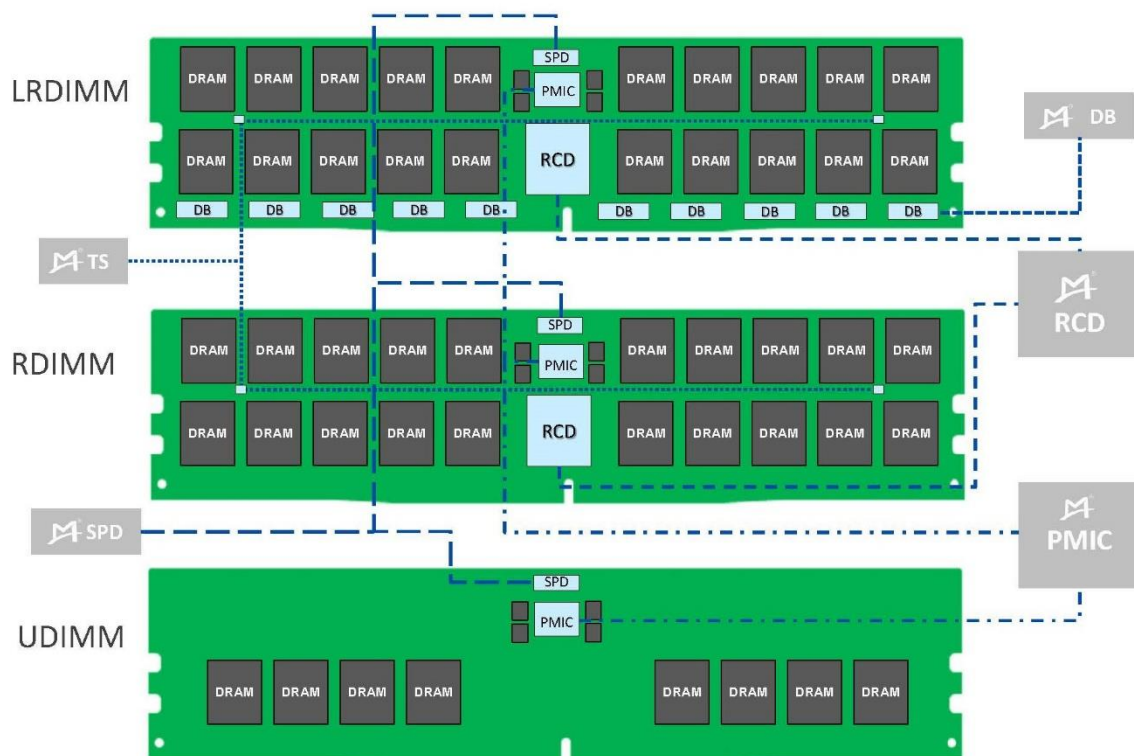 SPD
DRAM DRAM DRAM DRAM DRAM PMIC DRAM DRAM DRAM DRAM DRAM
LRDIMM
DB
DRAM DRAM DRAM DRAM DRAM RCD DRAM DRAM DRAM DRAM DRAM
DB DB DB DB DB DB DB DB DB DB
TS
RCD
SPD
DRAM DRAM DRAM DRAM DRAM PMIC DRAM DRAM DRAM DRAM DRAM
RDIMM
DRAM DRAM DRAM DRAM DRAM RCD DRAM DRAM DRAM DRAM DRAM
SPD
PMIC
SPD
PMIC
UDIMM
DRAM DRAM DRAM DRAM DRAM DRAM DRAM DRAM